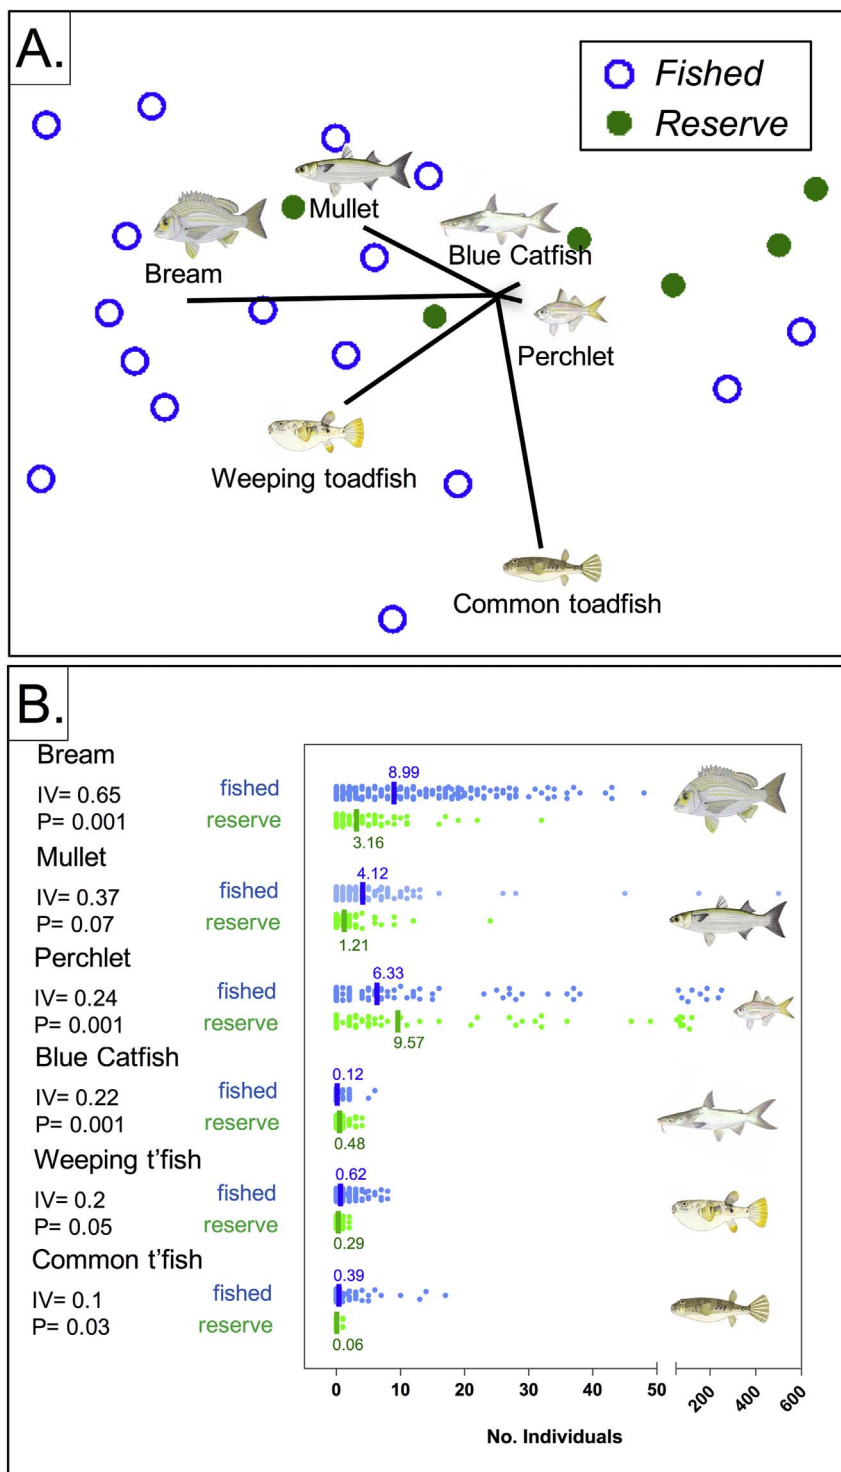 A.
Fished
Reserve
Mullet
Blue Catfish
Bream
Perchlet
Weeping toadfish
Common toadfish
B.
Bream
IV= 0.65
P= 0.001
fished
reserve
8.99
3.16
Mullet
IV= 0.37
P= 0.07
fished
reserve
4.12
1.21
Perchlet
IV= 0.24
P= 0.001
fished
reserve
6.33
9.57
Blue Catfish
IV= 0.22
P= 0.001
fished
reserve
0.12
0.48
Weeping t'fish
IV= 0.2
P= 0.05
fished
reserve
0.62
0.29
Common t'fish
IV= 0.1
P= 0.03
fished
reserve
0.39
0.06
0 10 20 30 40 50 200 400 600
No. Individuals